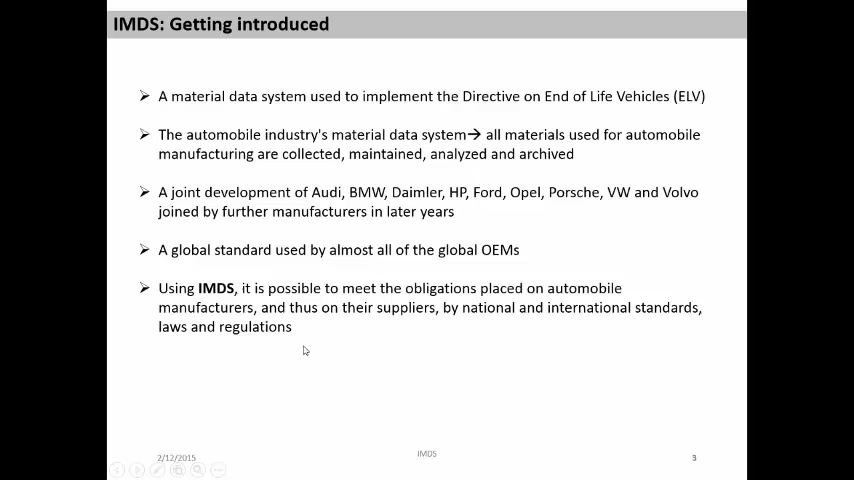 IMDS: Getting introduced
➢ A material data system used to implement the Directive on End of Life Vehicles (ELV)
➢ The automobile industry's material data system→ all materials used for automobile
manufacturing are collected, maintained, analyzed and archived
➢ A joint development of Audi, BMW, Daimler, HP, Ford, Opel, Porsche, VW and Volvo
joined by further manufacturers in later years
➢ A global standard used by almost all of the global OEMs
➢ Using IMDS, it is possible to meet the obligations placed on automobile
manufacturers, and thus on their suppliers, by national and international standards,
laws and regulations
2/12/2015
IMDS
3